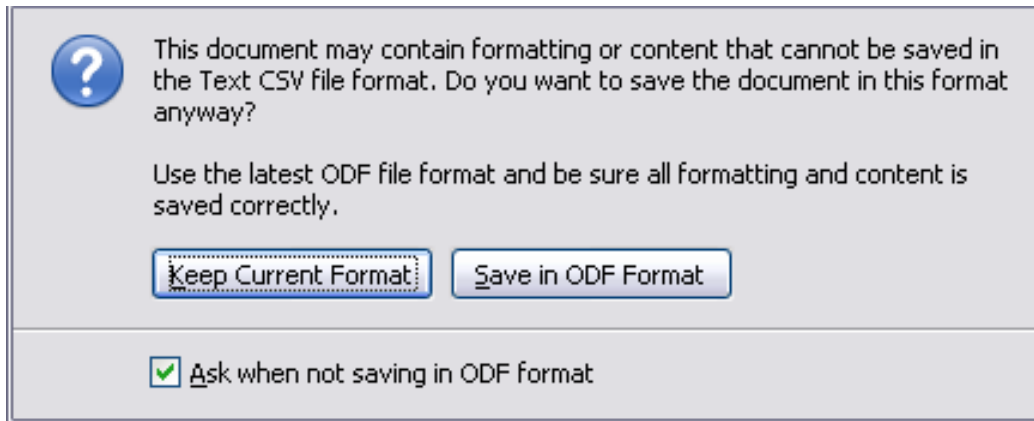 This document may contain formatting or content that cannot be saved in
the Text CSV file format. Do you want to save the document in this format
anyway?
Use the latest ODF file format and be sure all formatting and content is
saved correctly.
Keep Current Format
Save in ODF Format
Ask when not saving in ODF format